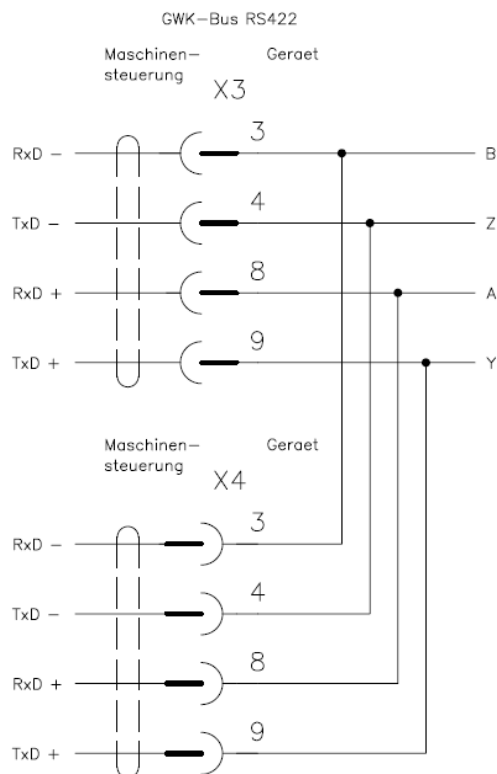 GWK-Bus RS422
Maschinen- Geraet
steuerung
X3
3
RxD - B
4
TxD - Z
8
RxD + A
9
TxD + Y
Maschinen- Geraet
steuerung
X4
3
RxD -
4
TxD -
8
RxD +
9
TxD +